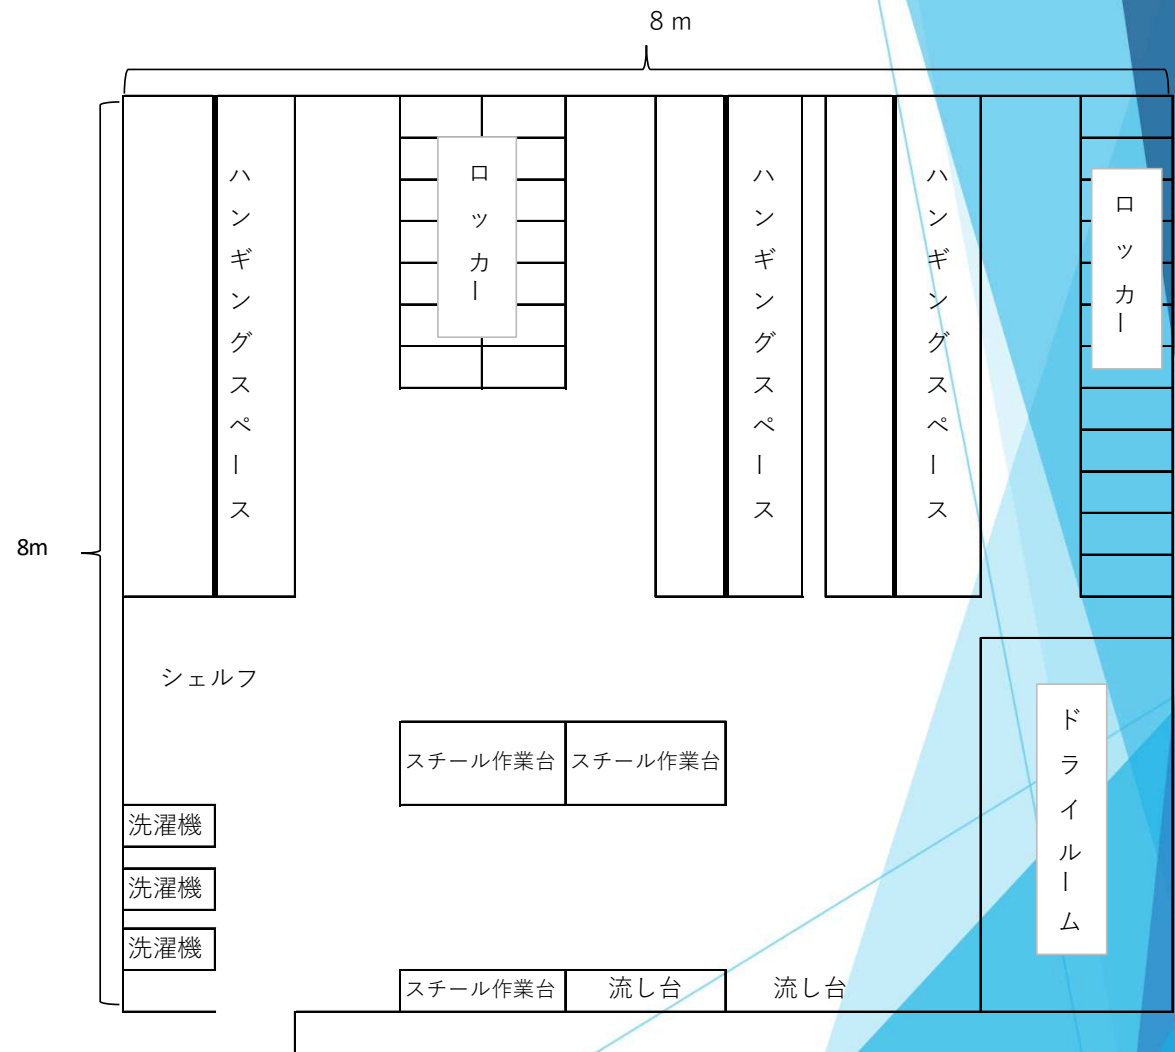 8 m
8m
ハンギングスペース
ロッカー
ハンギングスペース
ハンギングスペース
ロッカー
シェルフ
スチール作業台
スチール作業台
ドライルーム
洗濯機
洗濯機
洗濯機
スチール作業台
流し台
流し台